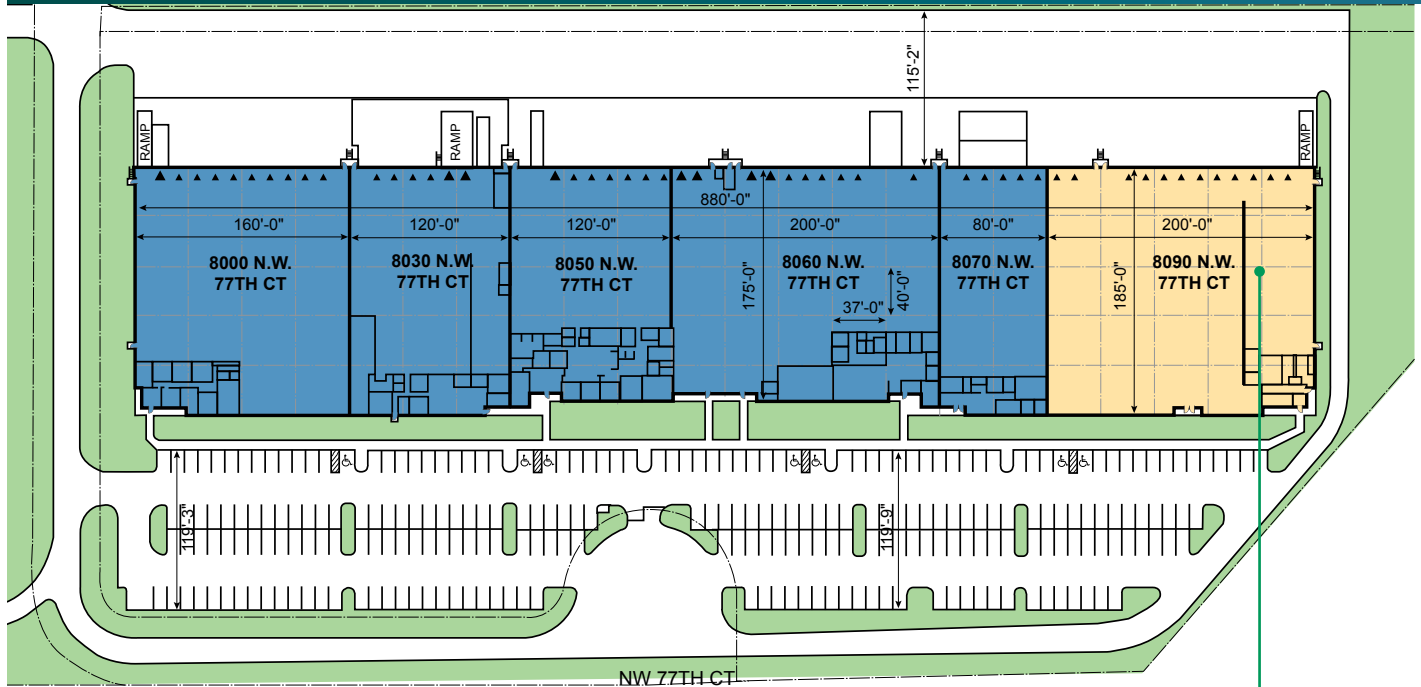 115'-2"
RAMP
RAMP
RAMP
880'-0"
160'-0"
120'-0"
120'-0"
200'-0"
80'-0"
200'-0"
8000 N.W.
77TH CT
8030 N.W.
77TH CT
8050 N.W.
77TH CT
175'-0"
8060 N.W.
77TH CT
37'-0"
40'-0"
8070 N.W.
77TH CT
185'-0"
8090 N.W.
77TH CT
119'-3"
119'-9"
NW 77TH CT